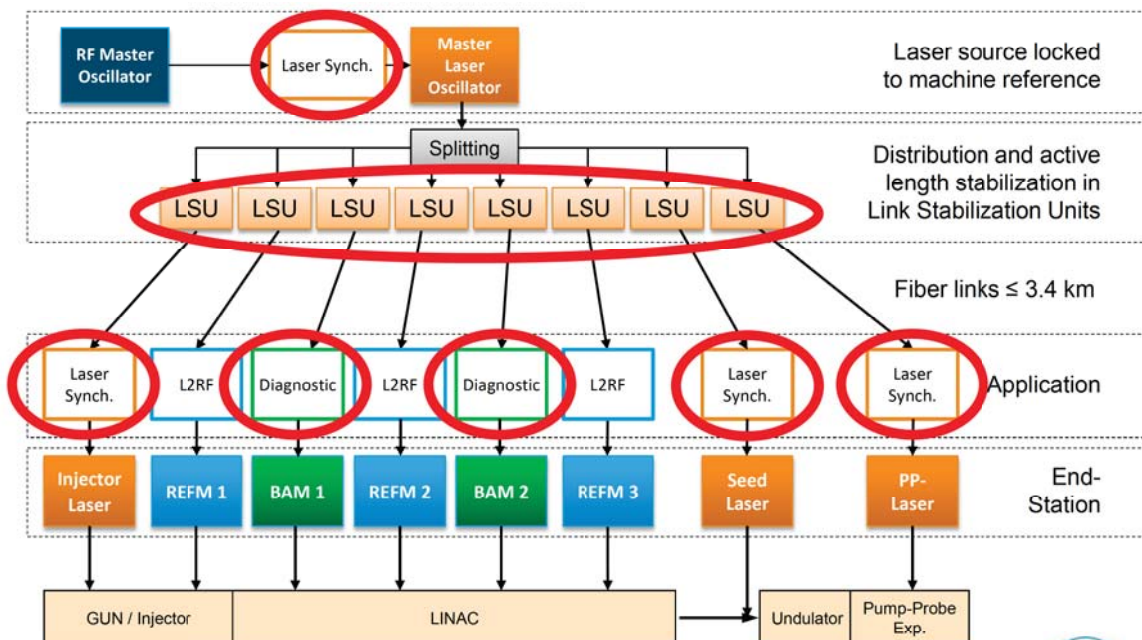 RF Master
Oscillator
Laser Synch.
Master
Laser
Oscillator
Laser source locked
to machine reference
Splitting
Distribution and active
length stabilization in
Link Stabilization Units
LSU LSU LSU LSU LSU LSU LSU LSU
Fiber links ≤ 3.4 km
Laser
Synch.
L2RF
Diagnostic
L2RF
Diagnostic
L2RF
Laser
Synch.
Laser
Synch.
Application
Injector
Laser
REFM 1
BAM 1
REFM 2
BAM 2
REFM 3
Seed
Laser
PP-
Laser
End-
Station
GUN / Injector
LINAC
Undulator
Pump-Probe
Exp.